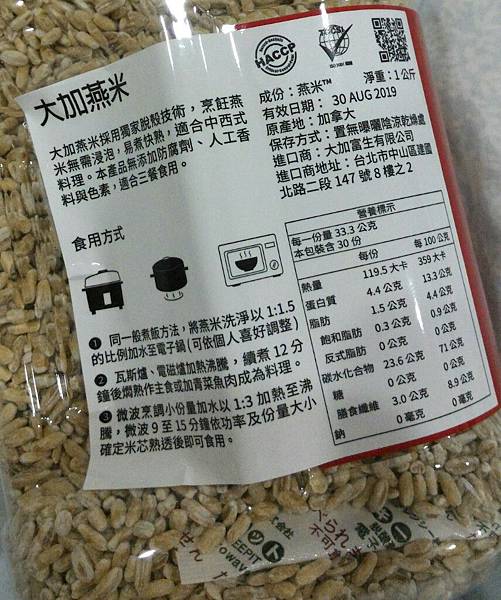 大加燕米
大加燕米採用獨家脫殼技術，烹飪燕
米無需浸泡，易煮快熟，適合中西式
料理。本產品無添加防腐劑、人工香
料與色素，適合三餐食用。
HACCP
淨重：1公斤
成份：燕米™
有效日期： 30 AUG 2019
原產地：加拿大
保存方式：置無曝曬陰涼乾燥處
進口商：大加富生有限公司
進口商地址：台北市中山區建國
北路二段 147 號 8 樓之2
食用方式
❶ 同一般煮飯方法，將燕米洗淨以 1:1.5
的比例加水至電子鍋(可依個人喜好調整)
❷ 瓦斯爐、電磁爐加熱沸騰，續煮 12 分
鐘後燜熟作主食或加青菜魚肉成為料理。
❸ 微波烹調小份量加水以 1:3 加熱至沸
騰，微波 9 至 15 分鐘依功率及份量大小
確定米芯熟透後即可食用。
營養標示
每一份量 33.3 公克
本包裝含 30 份
每份 每 100 公克
熱量 119.5 大卡 359 大卡
蛋白質 4.4 公克 13.3 公克
脂肪 1.5 公克 4.4 公克
飽和脂肪 0.3 公克 0.9 公克
反式脂肪 0 公克 0 公克
碳水化合物 23.6 公克 71 公克
糖 0 公克 0 公克
膳食纖維 3.0 公克 8.9 公克
鈉 0 毫克 0 毫克
べられ
不可